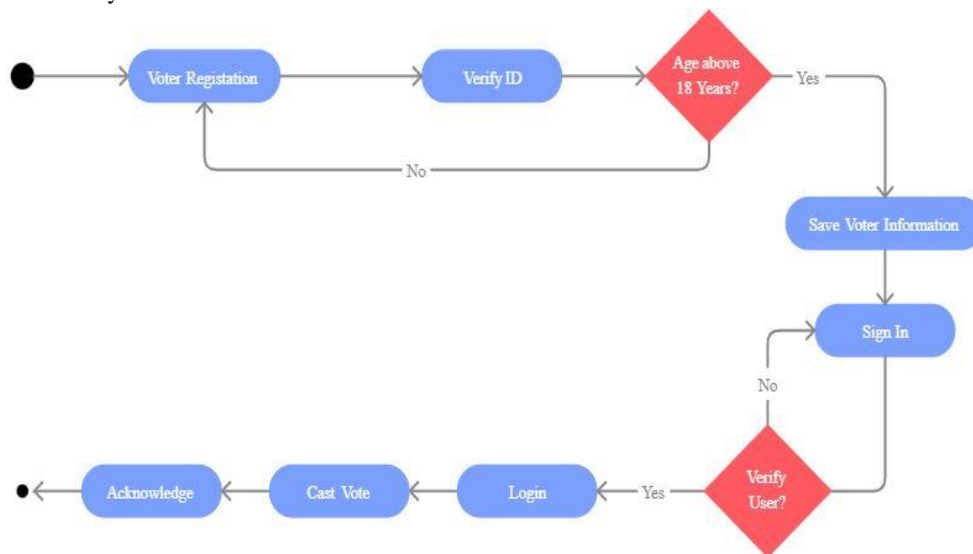 Voter Registation
Verify ID
Age above
18 Years?
Yes
No
Save Voter Information
Sign In
No
Verify
User?
Yes
Login
Cast Vote
Acknowledge